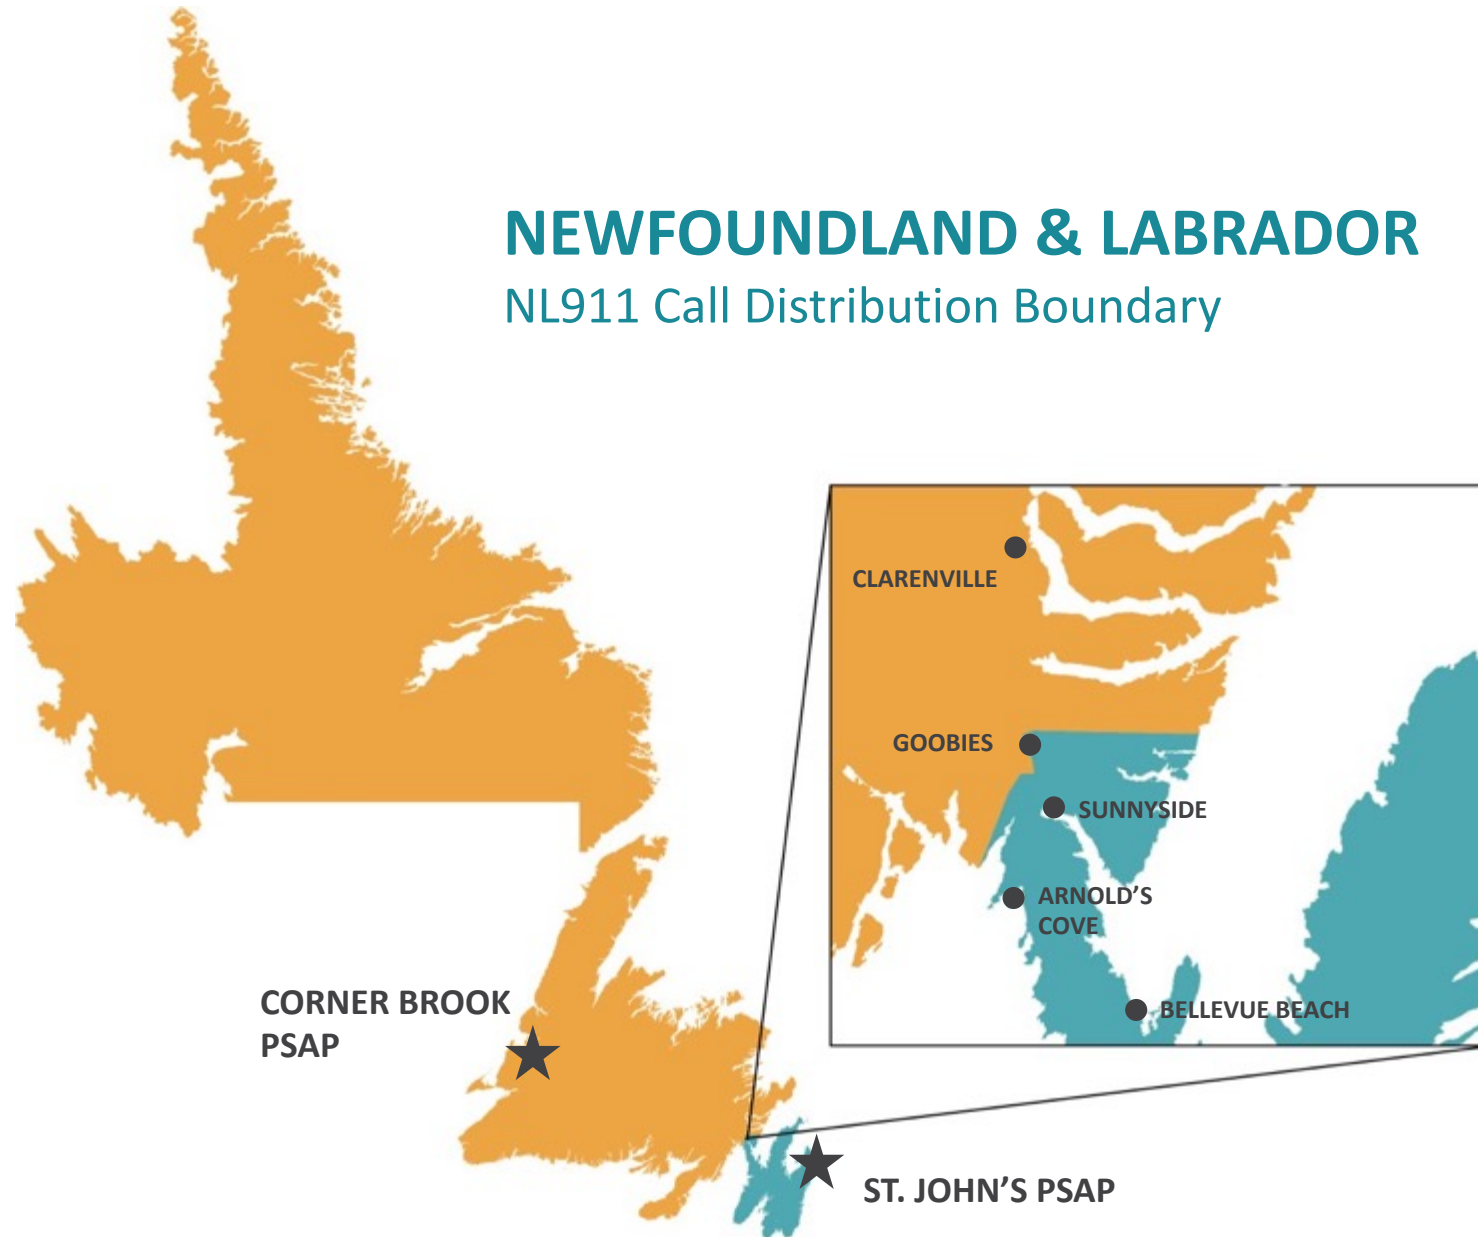 NEWFOUNDLAND & LABRADOR
NL911 Call Distribution Boundary
CLARENVILLE
GOOBIES
SUNNYSIDE
ARNOLD’S
COVE
BELLEVUE BEACH
CORNER BROOK
PSAP
ST. JOHN’S PSAP